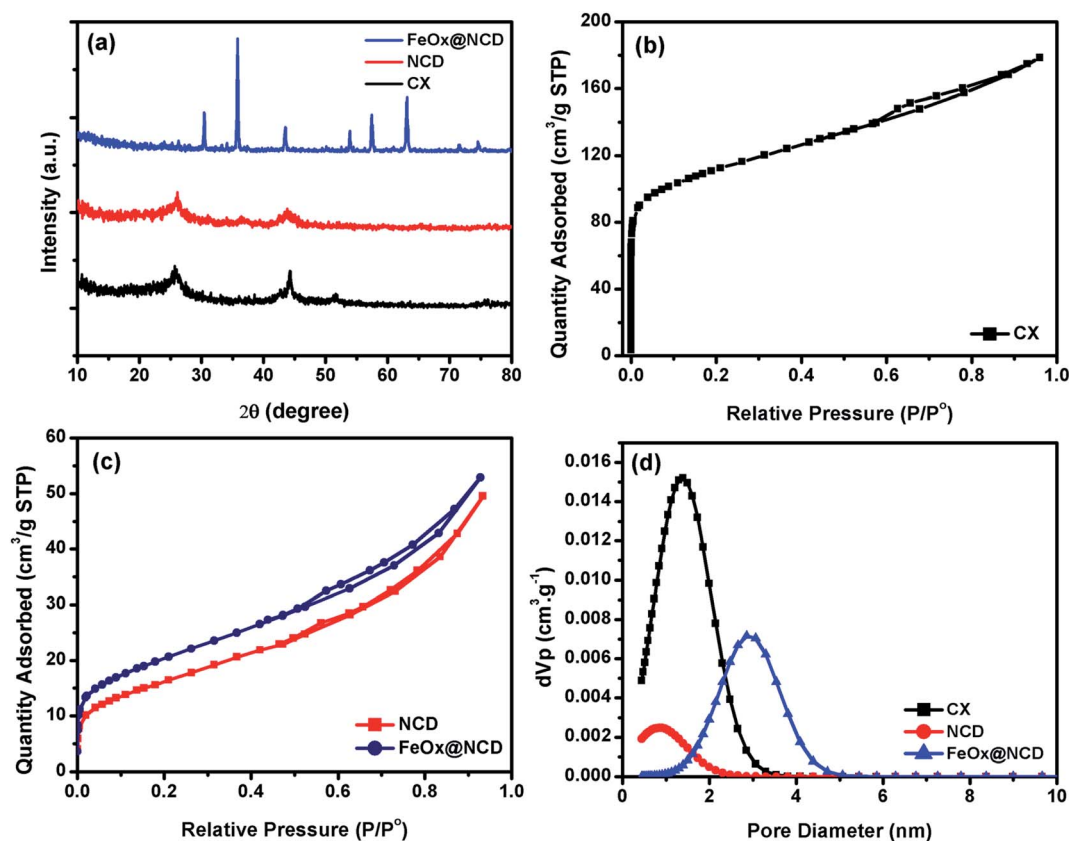 (a)
FeOx@NCD
NCD
CX
Intensity (a.u.)
10 20 30 40 50 60 70 80
2θ (degree)
(b)
200
160
120
80
40
0
Quantity Adsorbed (cm³/g STP)
CX
0.0 0.2 0.4 0.6 0.8 1.0
Relative Pressure (P/Pº)
(c)
60
50
40
30
20
10
0
Quantity Adsorbed (cm³/g STP)
NCD
FeOx@NCD
0.0 0.2 0.4 0.6 0.8 1.0
Relative Pressure (P/Pº)
(d)
0.016
0.014
0.012
0.010
0.008
0.006
0.004
0.002
0.000
dVp (cm³.g⁻¹)
CX
NCD
FeOx@NCD
0 2 4 6 8 10
Pore Diameter (nm)